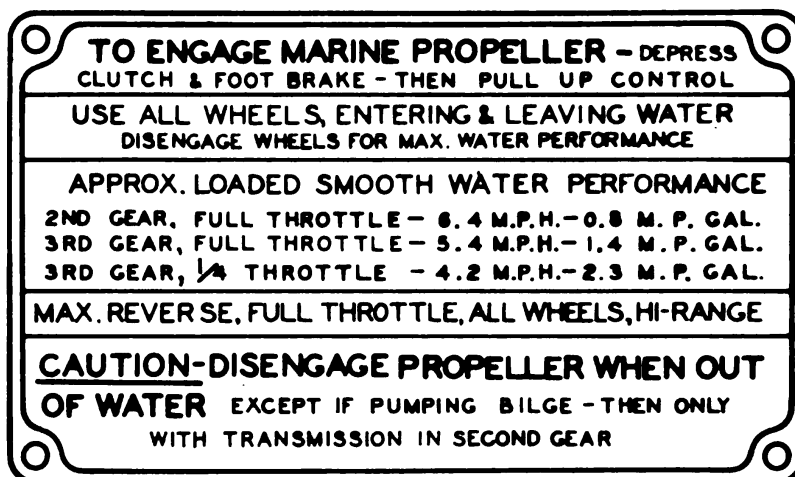 TO ENGAGE MARINE PROPELLER - DEPRESS
CLUTCH & FOOT BRAKE - THEN PULL UP CONTROL
USE ALL WHEELS, ENTERING & LEAVING WATER
DISENGAGE WHEELS FOR MAX. WATER PERFORMANCE
APPROX. LOADED SMOOTH WATER PERFORMANCE
2ND GEAR, FULL THROTTLE - 6.4 M.P.H. - 0.8 M. P. GAL.
3RD GEAR, FULL THROTTLE - 5.4 M.P.H. - 1.4 M. P. GAL.
3RD GEAR, 1/4 THROTTLE - 4.2 M.P.H. - 2.3 M. P. GAL.
MAX. REVERSE, FULL THROTTLE, ALL WHEELS, HI-RANGE
CAUTION - DISENGAGE PROPELLER WHEN OUT
OF WATER EXCEPT IF PUMPING BILGE - THEN ONLY
WITH TRANSMISSION IN SECOND GEAR